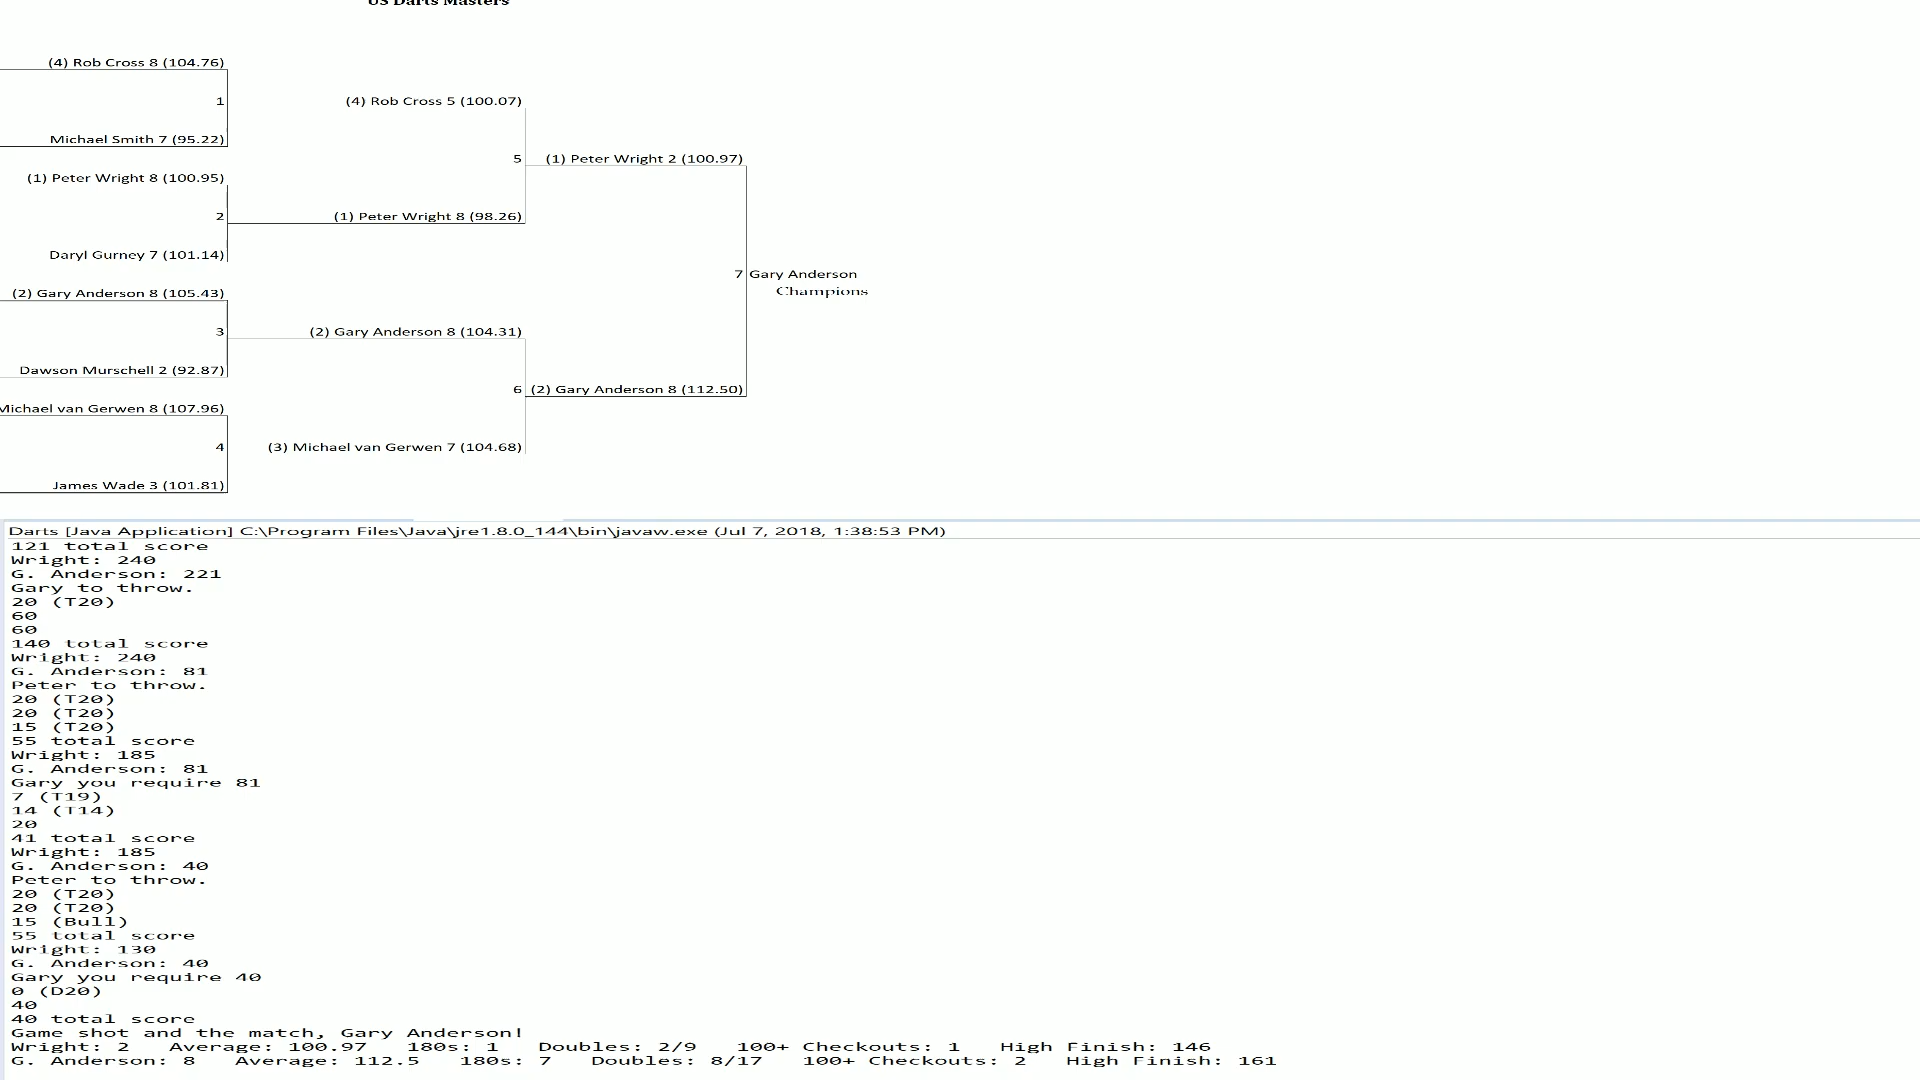 US Darts Masters
(4) Rob Cross 8 (104.76)
1
(4) Rob Cross 5 (100.07)
Michael Smith 7 (95.22)
5
(1) Peter Wright 2 (100.97)
(1) Peter Wright 8 (100.95)
2
(1) Peter Wright 8 (98.26)
Daryl Gurney 7 (101.14)
7 Gary Anderson
Champions
(2) Gary Anderson 8 (105.43)
3
(2) Gary Anderson 8 (104.31)
Dawson Murschell 2 (92.87)
6
(2) Gary Anderson 8 (112.50)
Michael van Gerwen 8 (107.96)
4
(3) Michael van Gerwen 7 (104.68)
James Wade 3 (101.81)
Darts [Java Application] C:\Program Files\Java\jre1.8.0_144\bin\javaw.exe (Jul 7, 2018, 1:38:53 PM)
121 total score
Wright: 240
G. Anderson: 221
Gary to throw.
20 (T20)
60
60
140 total score
Wright: 240
G. Anderson: 81
Peter to throw.
20 (T20)
20 (T20)
15 (T20)
55 total score
Wright: 185
G. Anderson: 81
Gary you require 81
7 (T19)
14 (T14)
20
41 total score
Wright: 185
G. Anderson: 40
Peter to throw.
20 (T20)
20 (T20)
15 (Bull)
55 total score
Wright: 130
G. Anderson: 40
Gary you require 40
0 (D20)
40
40 total score
Game shot and the match, Gary Anderson!
Wright: 2 Average: 100.97 180s: 1 Doubles: 2/9 100+ Checkouts: 1 High Finish: 146
G. Anderson: 8 Average: 112.5 180s: 7 Doubles: 8/17 100+ Checkouts: 2 High Finish: 161